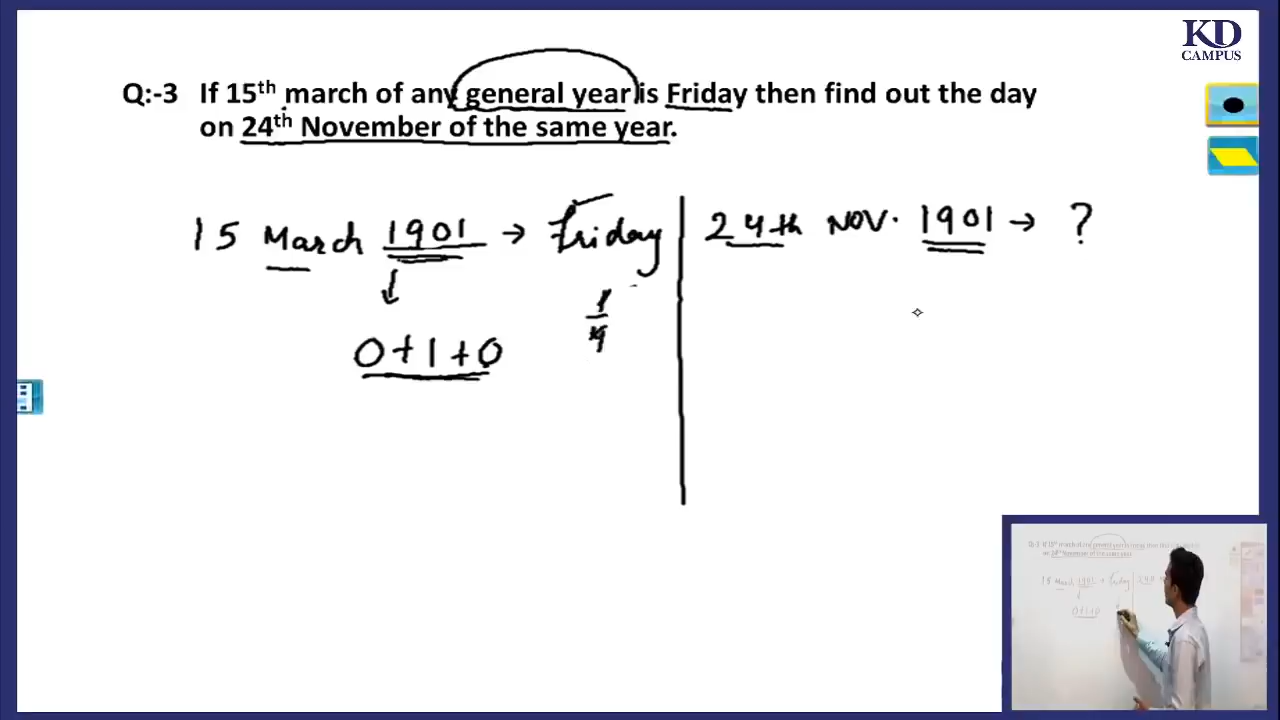 KD
CAMPUS
Q:-3 If 15th march of any general year is Friday then find out the day
on 24th November of the same year.
15 March 1901 → Friday
24th NOV. 1901 → ?
0+1+0